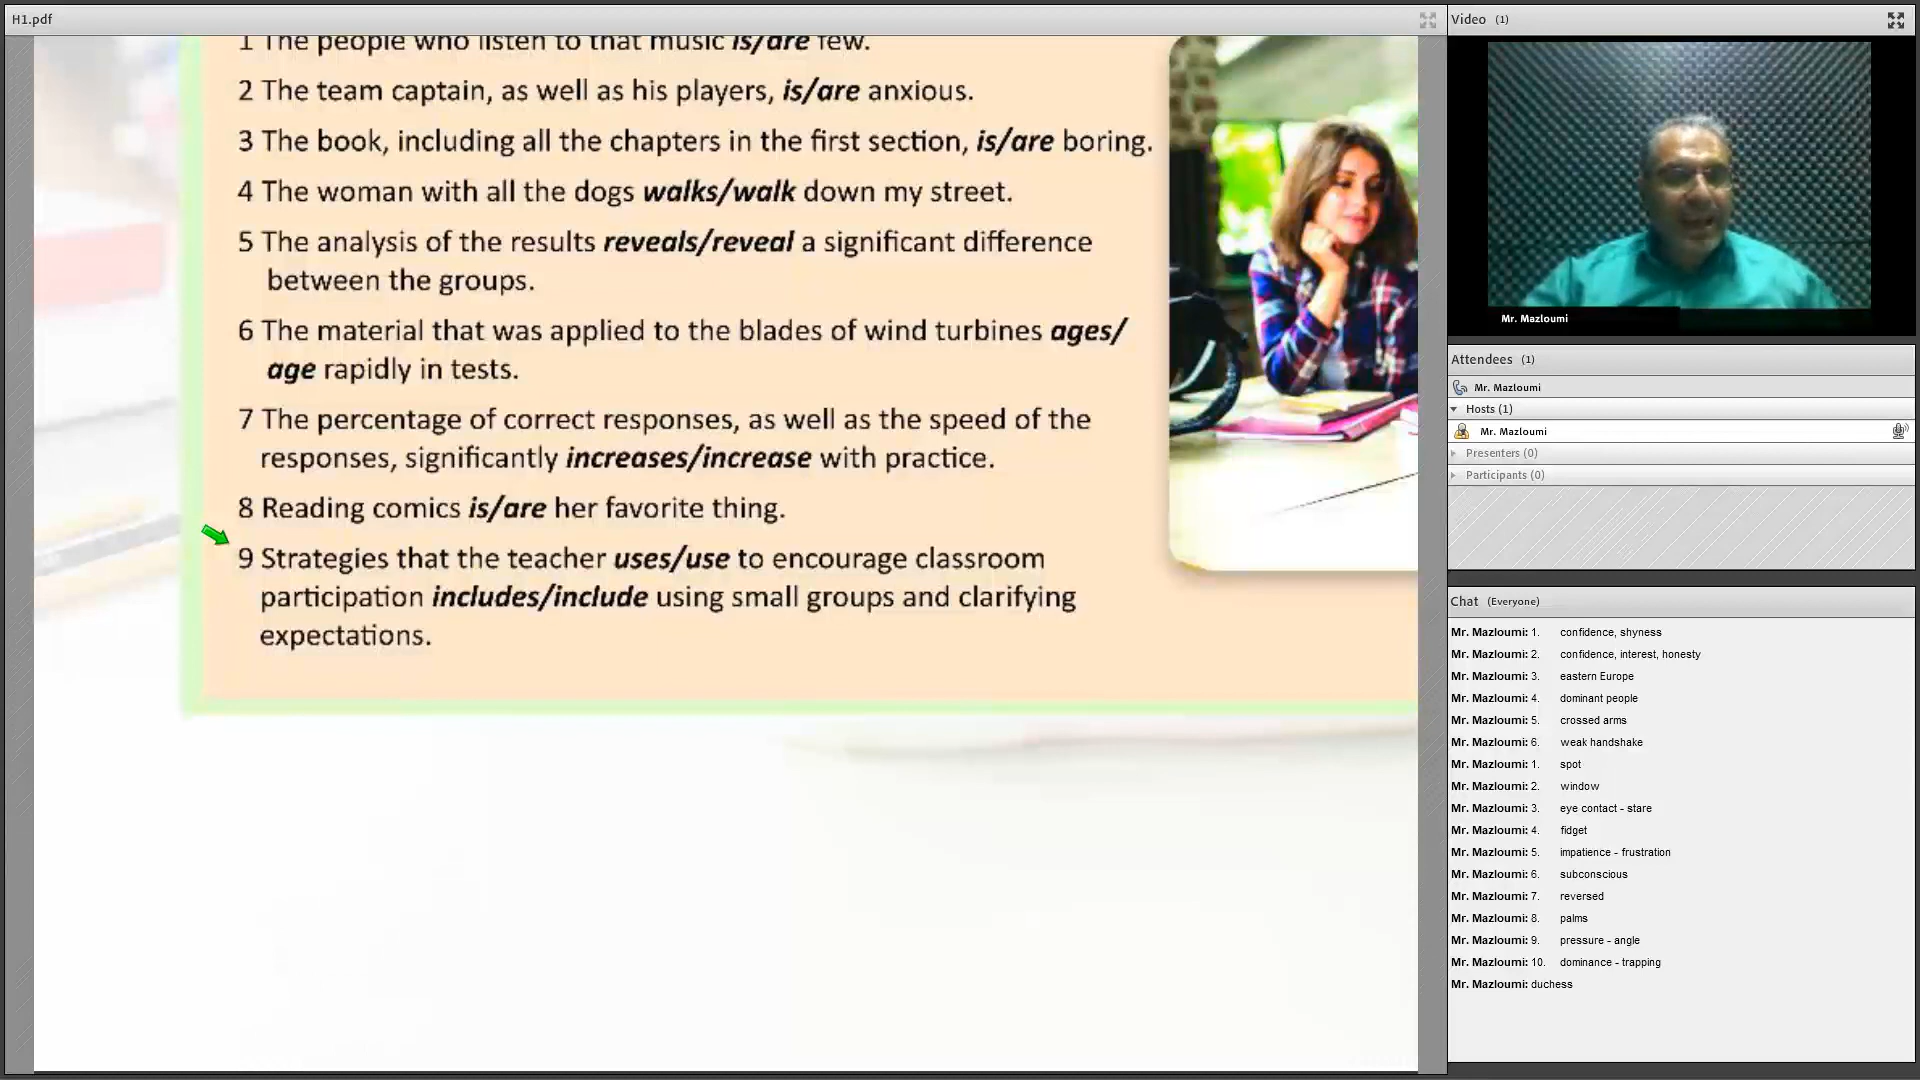 H1.pdf
1 The people who listen to that music is/are few.
2 The team captain, as well as his players, is/are anxious.
3 The book, including all the chapters in the first section, is/are boring.
4 The woman with all the dogs walks/walk down my street.
5 The analysis of the results reveals/reveal a significant difference
between the groups.
6 The material that was applied to the blades of wind turbines ages/
age rapidly in tests.
7 The percentage of correct responses, as well as the speed of the
responses, significantly increases/increase with practice.
8 Reading comics is/are her favorite thing.
9 Strategies that the teacher uses/use to encourage classroom
participation includes/include using small groups and clarifying
expectations.
Video (1)
Mr. Mazloumi
Attendees (1)
Mr. Mazloumi
Hosts (1)
Mr. Mazloumi
Presenters (0)
Participants (0)
Chat (Everyone)
Mr. Mazloumi: 1. confidence, shyness
Mr. Mazloumi: 2. confidence, interest, honesty
Mr. Mazloumi: 3. eastern Europe
Mr. Mazloumi: 4. dominant people
Mr. Mazloumi: 5. crossed arms
Mr. Mazloumi: 6. weak handshake
Mr. Mazloumi: 1. spot
Mr. Mazloumi: 2. window
Mr. Mazloumi: 3. eye contact - stare
Mr. Mazloumi: 4. fidget
Mr. Mazloumi: 5. impatience - frustration
Mr. Mazloumi: 6. subconscious
Mr. Mazloumi: 7. reversed
Mr. Mazloumi: 8. palms
Mr. Mazloumi: 9. pressure - angle
Mr. Mazloumi: 10. dominance - trapping
Mr. Mazloumi: duchess